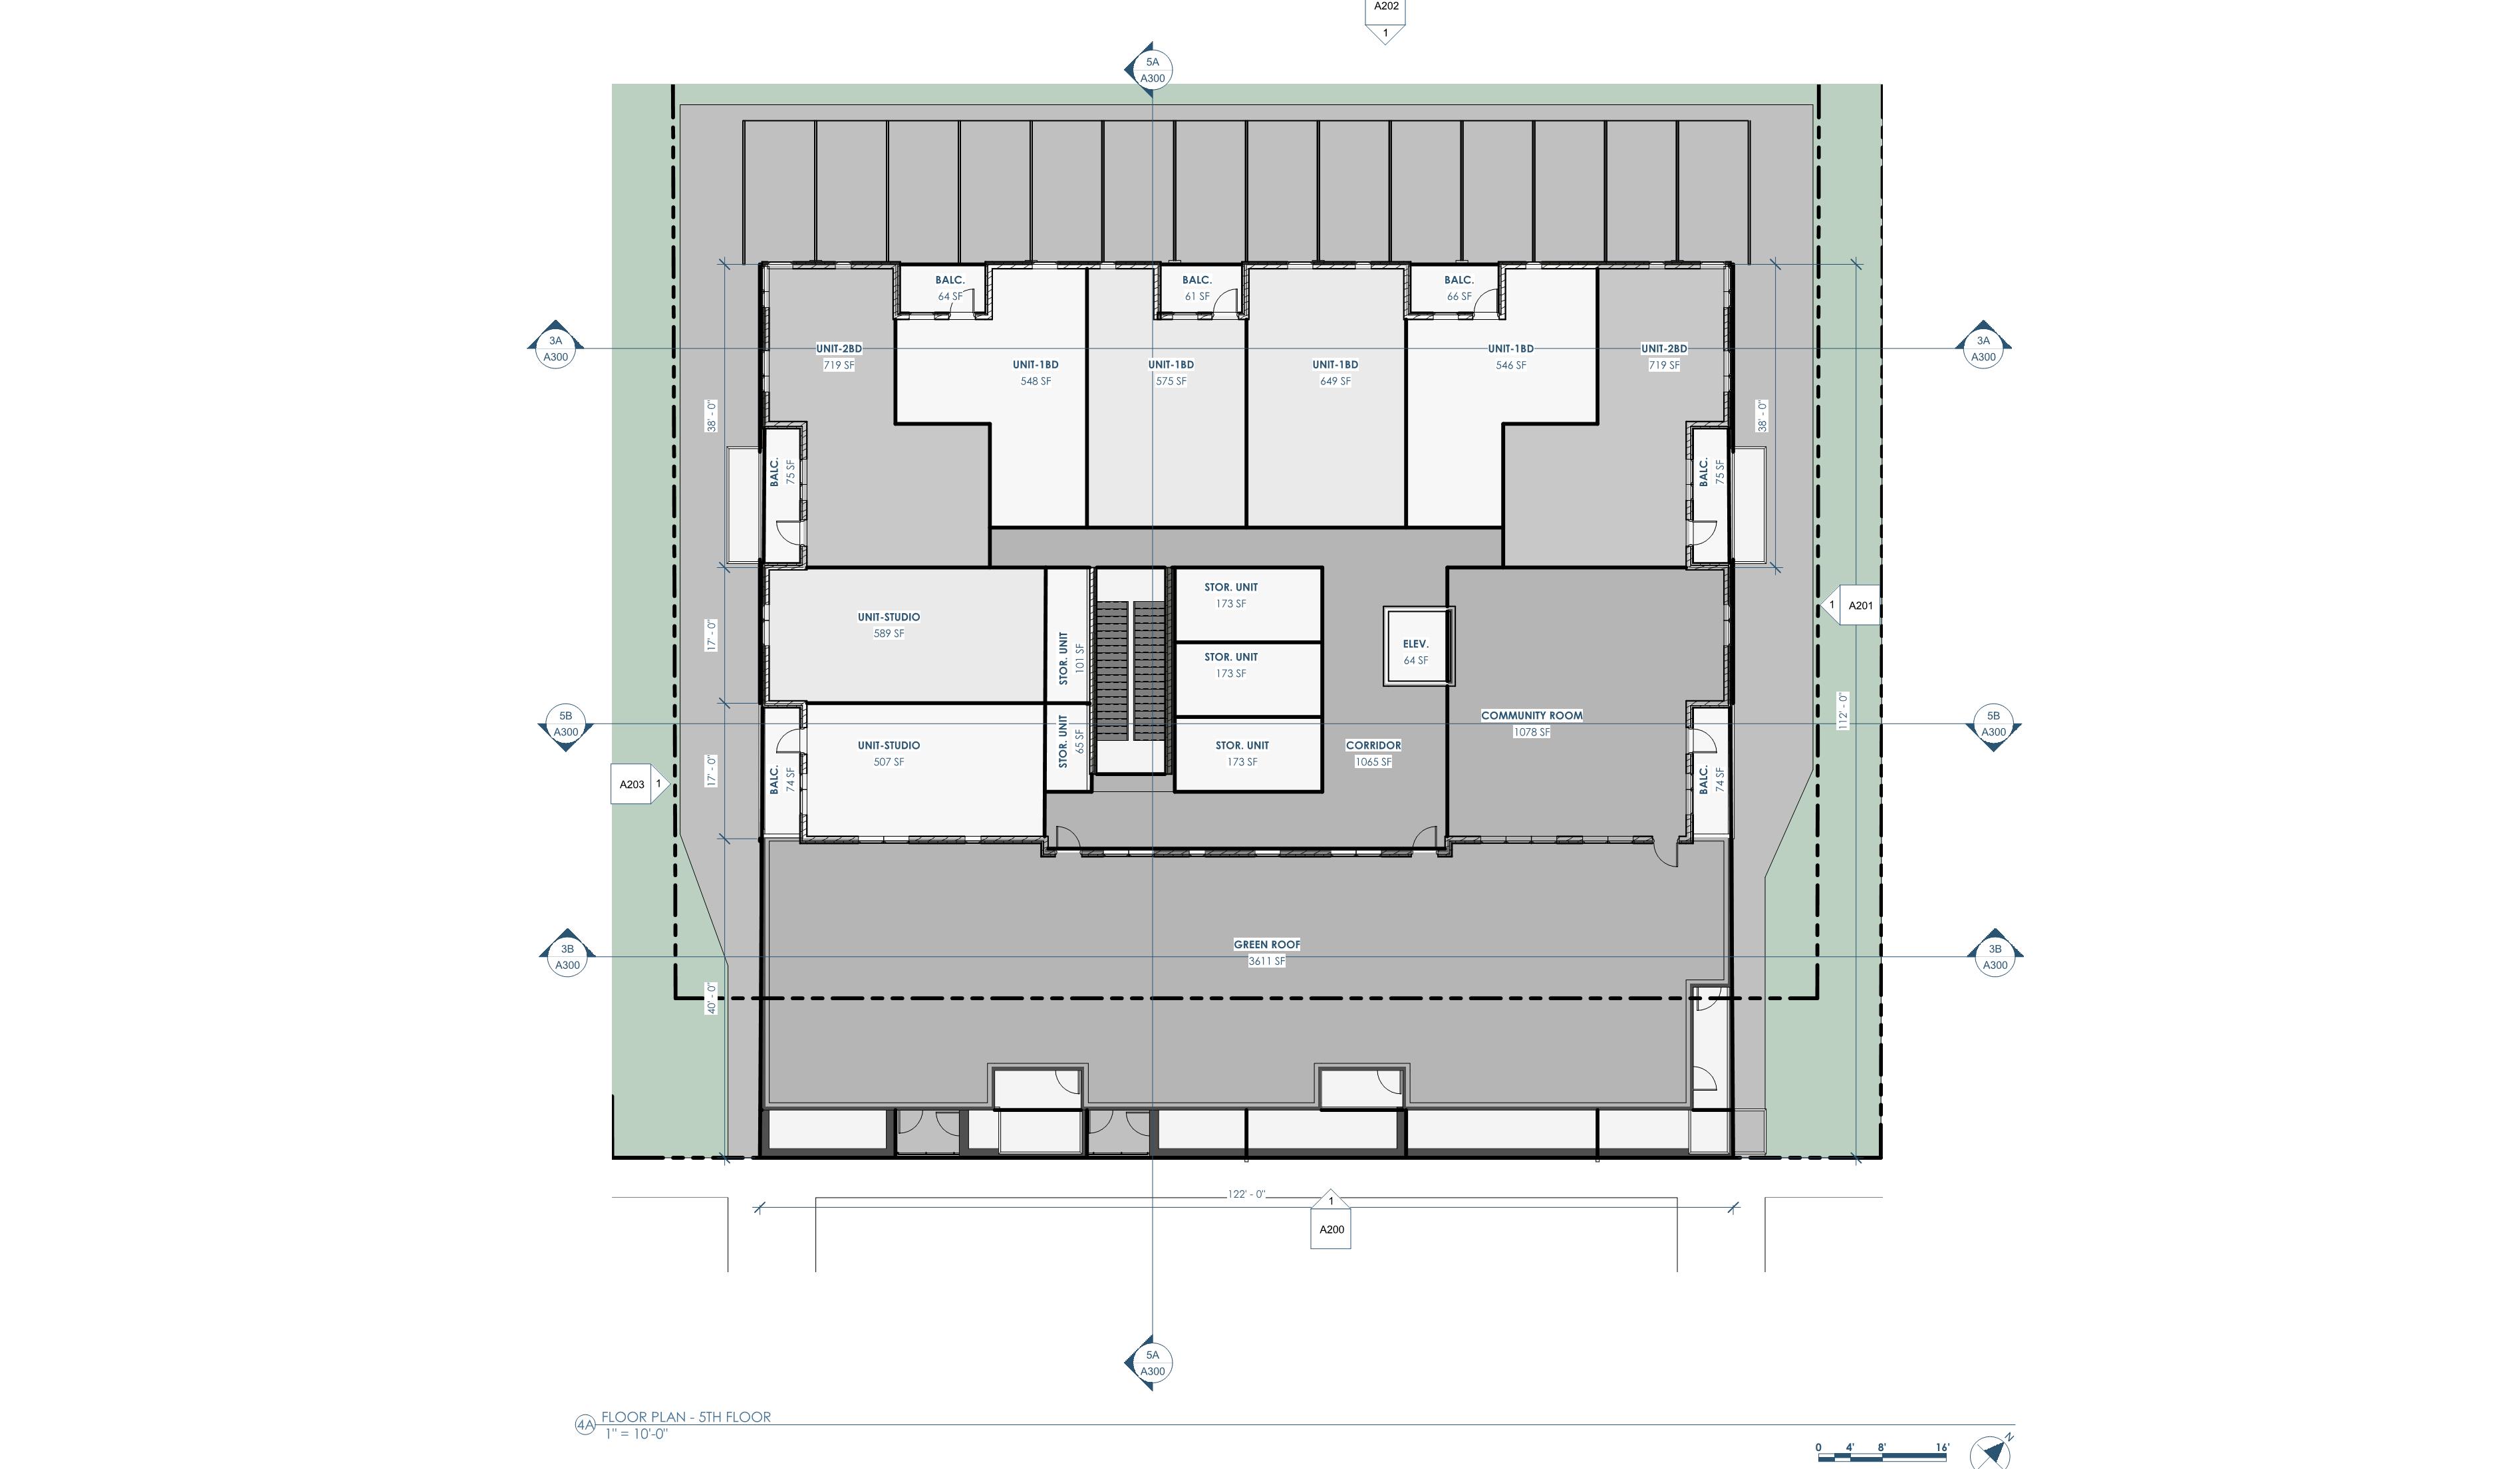 A202
1
5A
A300
BALC.
64 SF
BALC.
61 SF
BALC.
66 SF
3A
A300
3A
A300
UNIT-2BD
719 SF
UNIT-1BD
548 SF
UNIT-1BD
575 SF
UNIT-1BD
649 SF
UNIT-1BD
546 SF
UNIT-2BD
719 SF
38' - 0"
38' - 0"
BALC.
75 SF
BALC.
75 SF
UNIT-STUDIO
589 SF
STOR. UNIT
101 SF
STOR. UNIT
173 SF
STOR. UNIT
173 SF
ELEV.
64 SF
1
A201
17' - 0"
5B
A300
5B
A300
COMMUNITY ROOM
1078 SF
112' - 0"
UNIT-STUDIO
507 SF
STOR. UNIT
65 SF
STOR. UNIT
173 SF
CORRIDOR
1065 SF
17' - 0"
BALC.
74 SF
BALC.
74 SF
A203
1
3B
A300
3B
A300
GREEN ROOF
3611 SF
40' - 0"
122' - 0"
1
A200
5A
A300
4A
FLOOR PLAN - 5TH FLOOR
1" = 10'-0"
0 4' 8' 16'
N